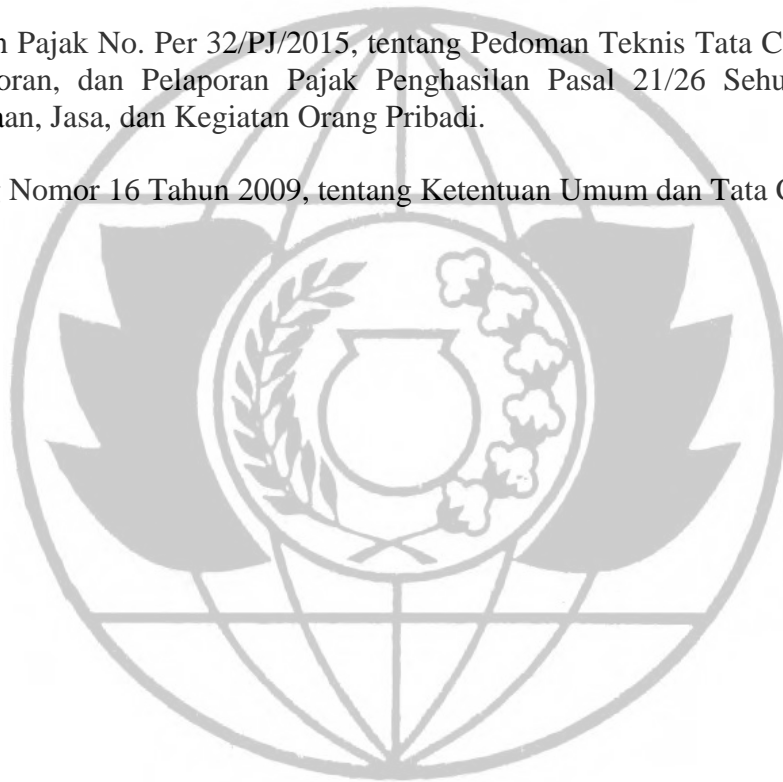 n Pajak No. Per 32/PJ/2015, tentang Pedoman Teknis Tata C
oran, dan Pelaporan Pajak Penghasilan Pasal 21/26 Sehu
nan, Jasa, dan Kegiatan Orang Pribadi.
Nomor 16 Tahun 2009, tentang Ketentuan Umum dan Tata C